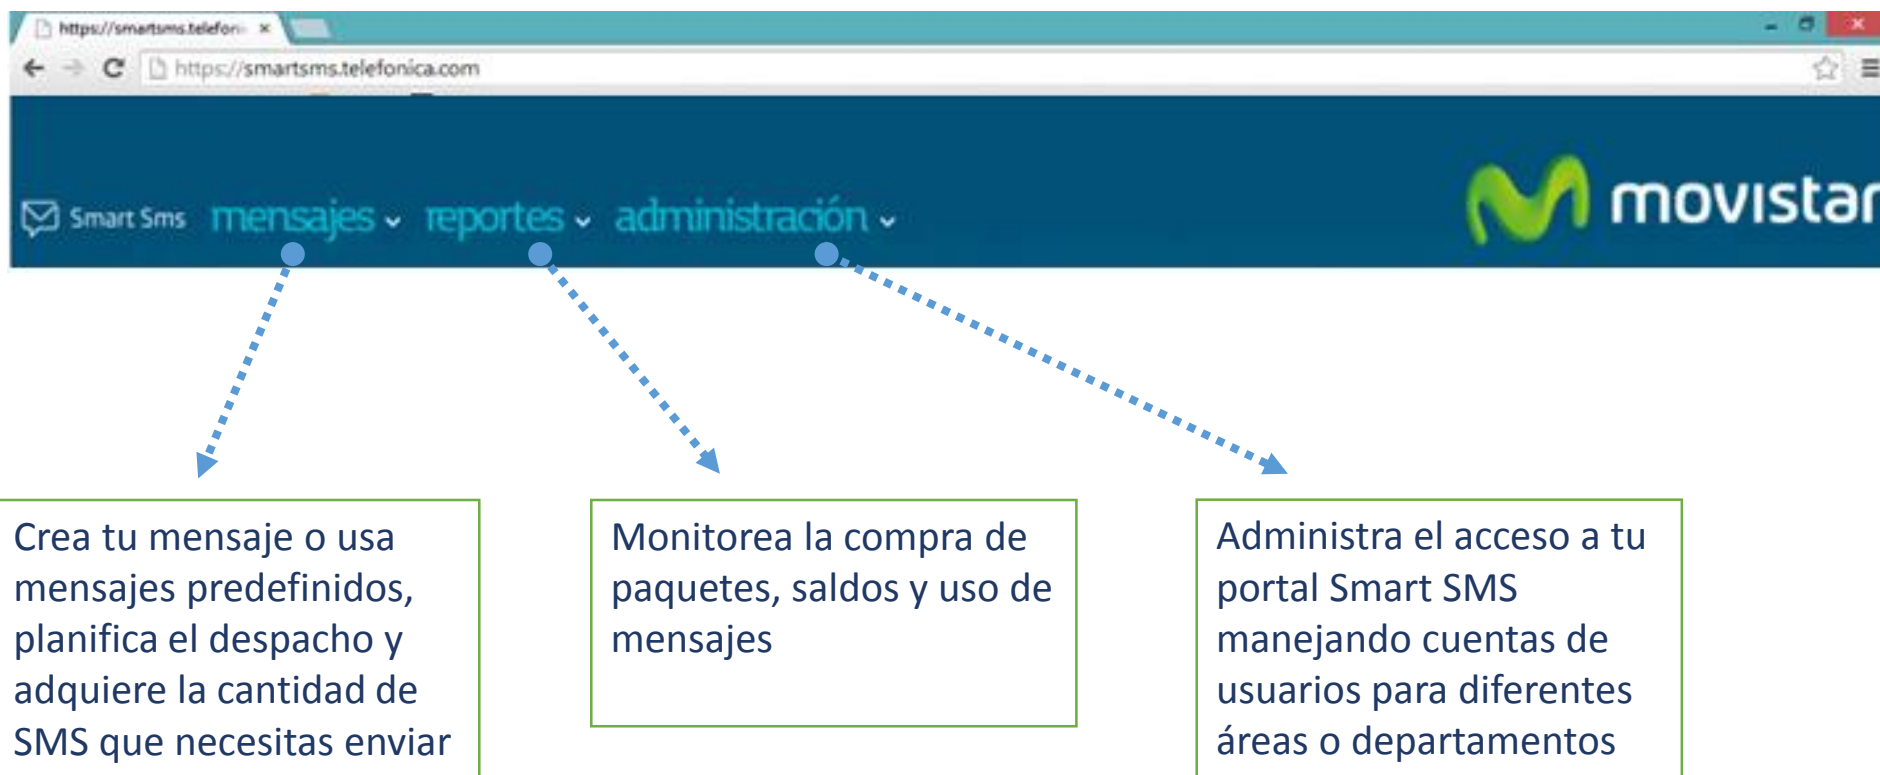 https://smartsms.telefoni
https://smartsms.telefonica.com
Smart Sms mensajes reportes administración
movistar
Crea tu mensaje o usa
mensajes predefinidos,
planifica el despacho y
adquiere la cantidad de
SMS que necesitas enviar
Monitorea la compra de
paquetes, saldos y uso de
mensajes
Administra el acceso a tu
portal Smart SMS
manejando cuentas de
usuarios para diferentes
áreas o departamentos